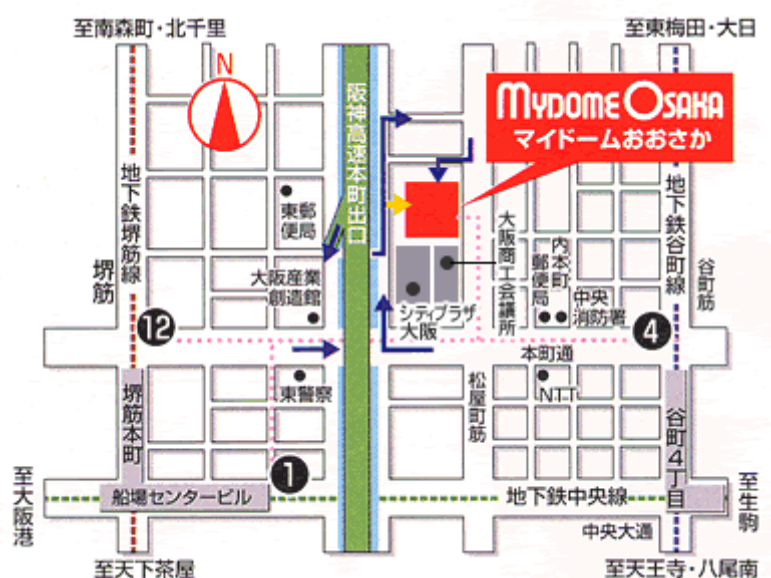 至南森町・北千里
至東梅田・大日
N
MYDOME OSAKA
マイドームおおさか
阪神高速本町出口
地下鉄堺筋線
堺筋
東郵
便局
大阪産業
創造館
シティプラザ
大阪
大阪商工会議所
内本町
郵便局
中央
消防署
地下鉄谷町線
谷町筋
12
4
本町通
東警察
松屋町筋
NTT
堺筋本町
谷町4丁目
1
至大阪港
船場センタービル
地下鉄中央線
至生駒
中央大通
至天下茶屋
至天王寺・八尾南